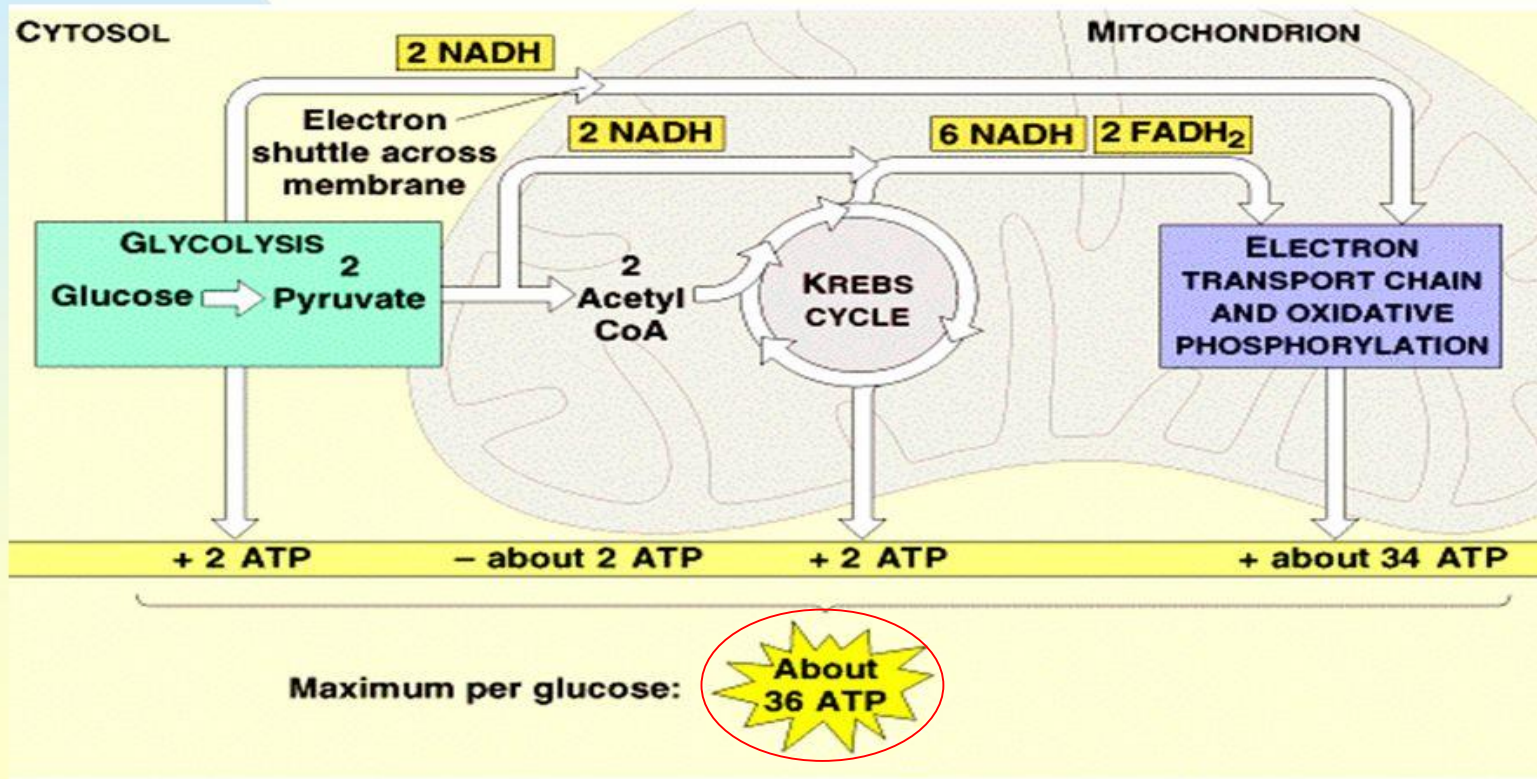 CYTOSOL
MITOCHONDRION
2 NADH
Electron
shuttle across
membrane
2 NADH
6 NADH
2 FADH₂
GLYCOLYSIS
2
Glucose
Pyruvate
2
Acetyl
CoA
KREBS
CYCLE
ELECTRON
TRANSPORT CHAIN
AND OXIDATIVE
PHOSPHORYLATION
+ 2 ATP
– about 2 ATP
+ 2 ATP
+ about 34 ATP
Maximum per glucose:
About
36 ATP